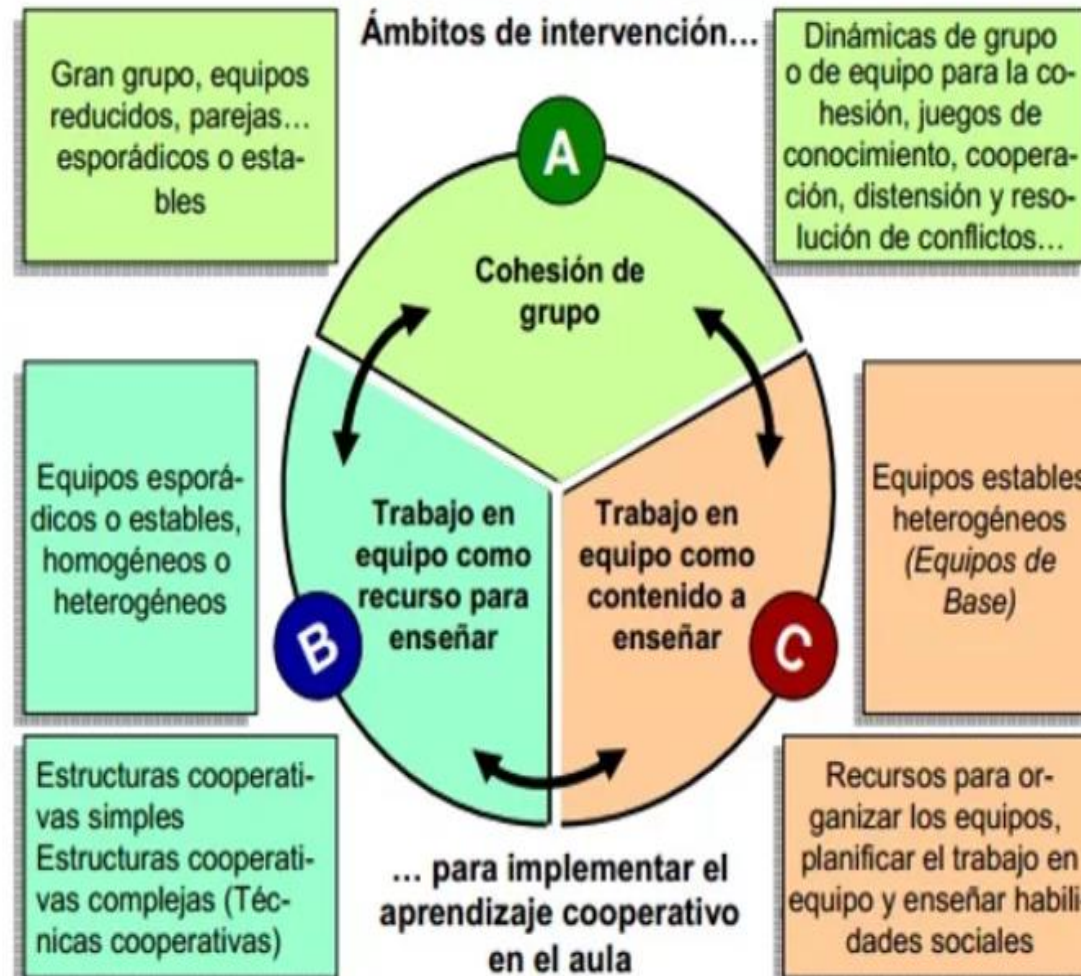 Ámbitos de intervención…
Gran grupo, equipos
reducidos, parejas…
esporádicos o esta-
bles
Dinámicas de grupo
o de equipo para la co-
hesión, juegos de
conocimiento, coopera-
ción, distensión y reso-
lución de conflictos…
A
Cohesión de
grupo
Equipos esporá-
dicos o estables,
homogéneos o
heterogéneos
Trabajo en
equipo como
recurso para
enseñar
B
Trabajo en
equipo como
contenido a
enseñar
C
Equipos estables
heterogéneos
(Equipos de
Base)
Estructuras cooperati-
vas simples
Estructuras cooperati-
vas complejas (Téc-
nicas cooperativas)
… para implementar el
aprendizaje cooperativo
en el aula
Recursos para or-
ganizar los equipos,
planificar el trabajo en
equipo y enseñar habili-
dades sociales